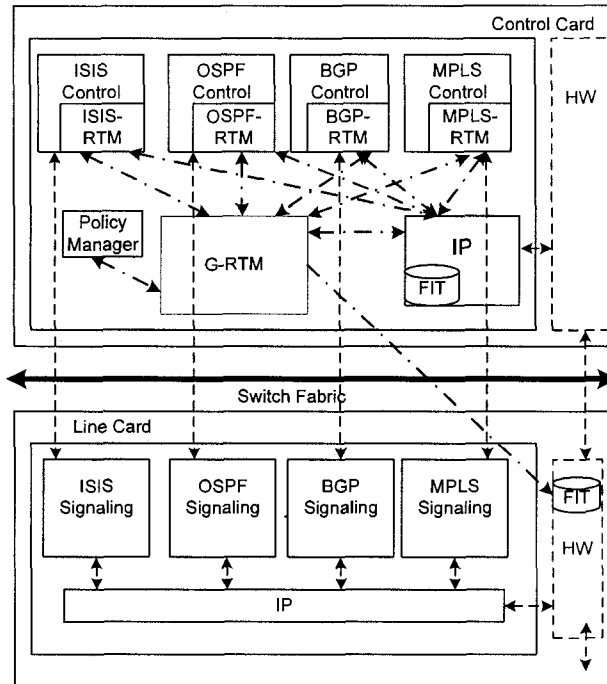 Control Card
ISIS
Control
ISIS-
RTM
OSPF
Control
OSPF-
RTM
BGP
Control
BGP-
RTM
MPLS
Control
MPLS-
RTM
HW
Policy
Manager
G-RTM
IP
FIT
Switch Fabric
Line Card
ISIS
Signaling
OSPF
Signaling
BGP
Signaling
MPLS
Signaling
FIT
HW
IP